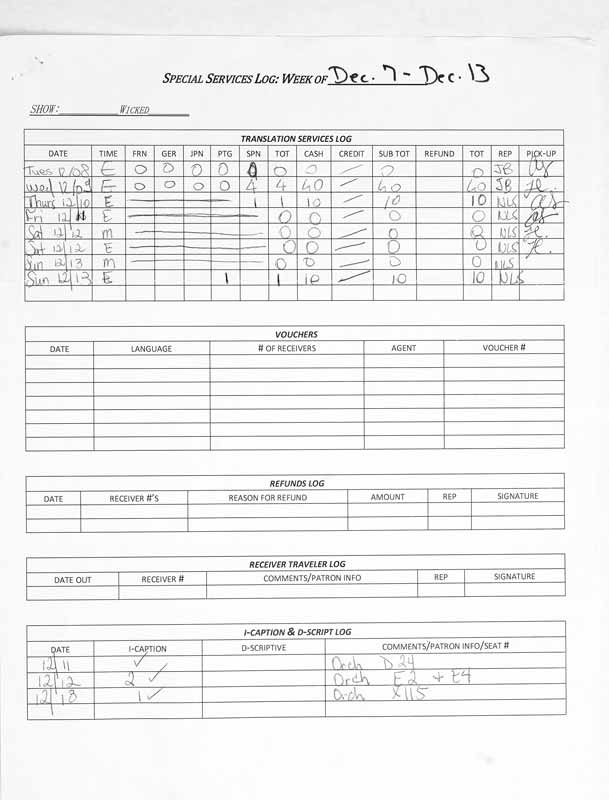 SPECIAL SERVICES LOG: WEEK OF Dec. 7 - Dec. 13
SHOW: WICKED
TRANSLATION SERVICES LOG
DATE TIME FRN GER JPN PTG SPN TOT CASH CREDIT SUB TOT REFUND TOT REP PICK-UP
Tues 12/08 E 0 0 0 0 0 0 0 0 0 JB
Wed 12/09 E 0 0 0 0 4 4 40 40 40 JB
Thurs 12/10 E 1 1 10 10 10 NLS
Fri 12/11 E 0 0 0 0 NLS
Sat 12/12 m 0 0 0 0 NLS
Sat 12/12 E 0 0 0 0 NLS
Sun 12/13 m 0 0 0 0 NLS
Sun 12/13 E 1 1 10 10 10 NLS
VOUCHERS
DATE LANGUAGE # OF RECEIVERS AGENT VOUCHER #
REFUNDS LOG
DATE RECEIVER #'S REASON FOR REFUND AMOUNT REP SIGNATURE
RECEIVER TRAVELER LOG
DATE OUT RECEIVER # COMMENTS/PATRON INFO REP SIGNATURE
I-CAPTION & D-SCRIPT LOG
DATE I-CAPTION D-SCRIPTIVE COMMENTS/PATRON INFO/SEAT #
12/11 ✓ Orch D 24
12/12 2 ✓ Orch E2 + E4
12/13 1 ✓ Orch X115